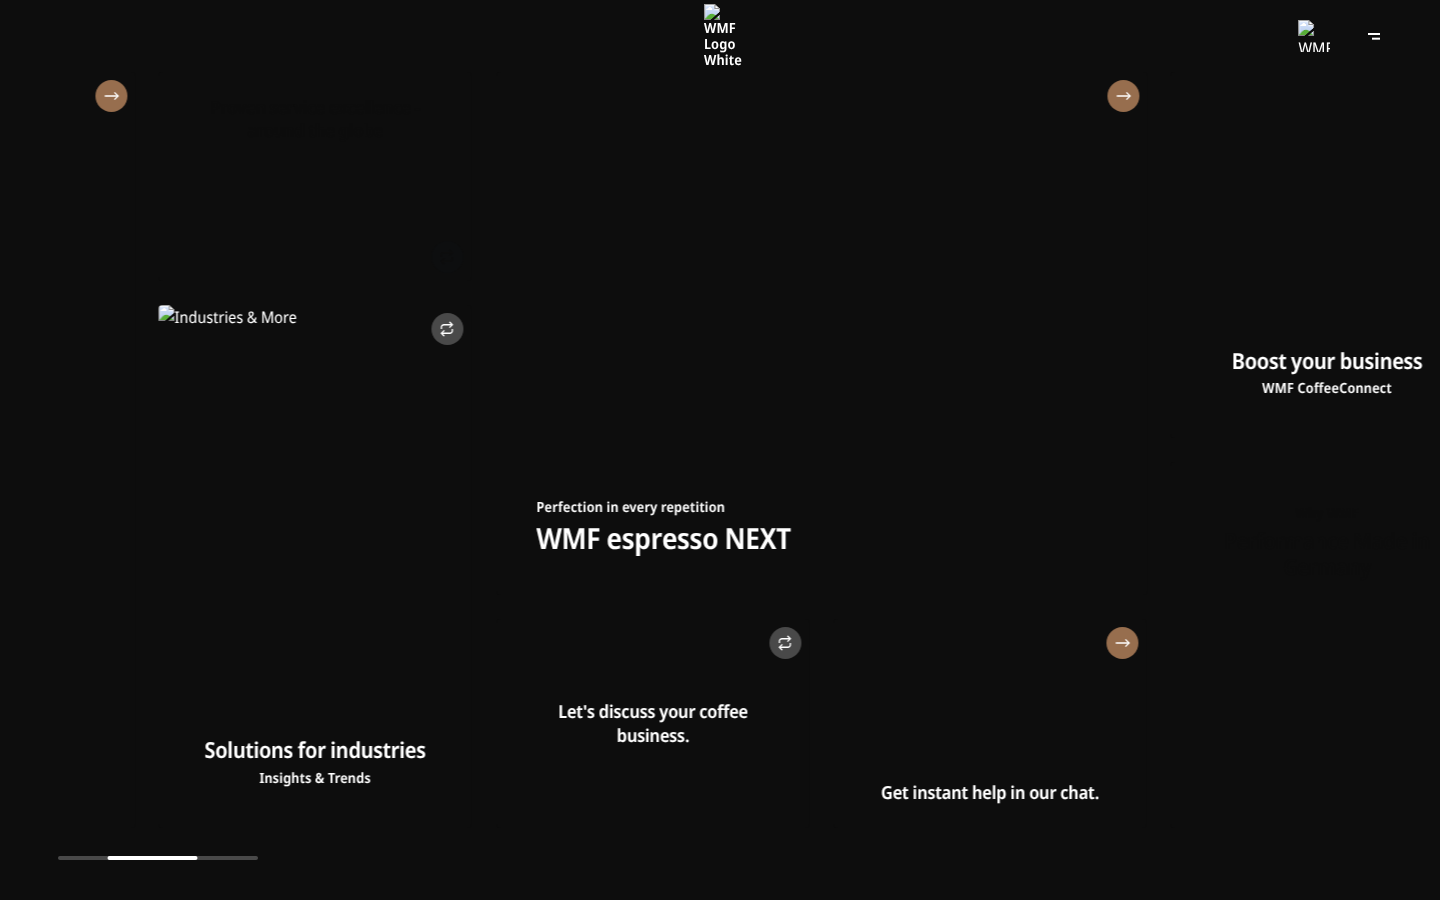 WMF
Logo
White
WMF
Industries & More
Boost your business
WMF CoffeeConnect
Perfection in every repetition
WMF espresso NEXT
Let's discuss your coffee
business.
Solutions for industries
Insights & Trends
Get instant help in our chat.